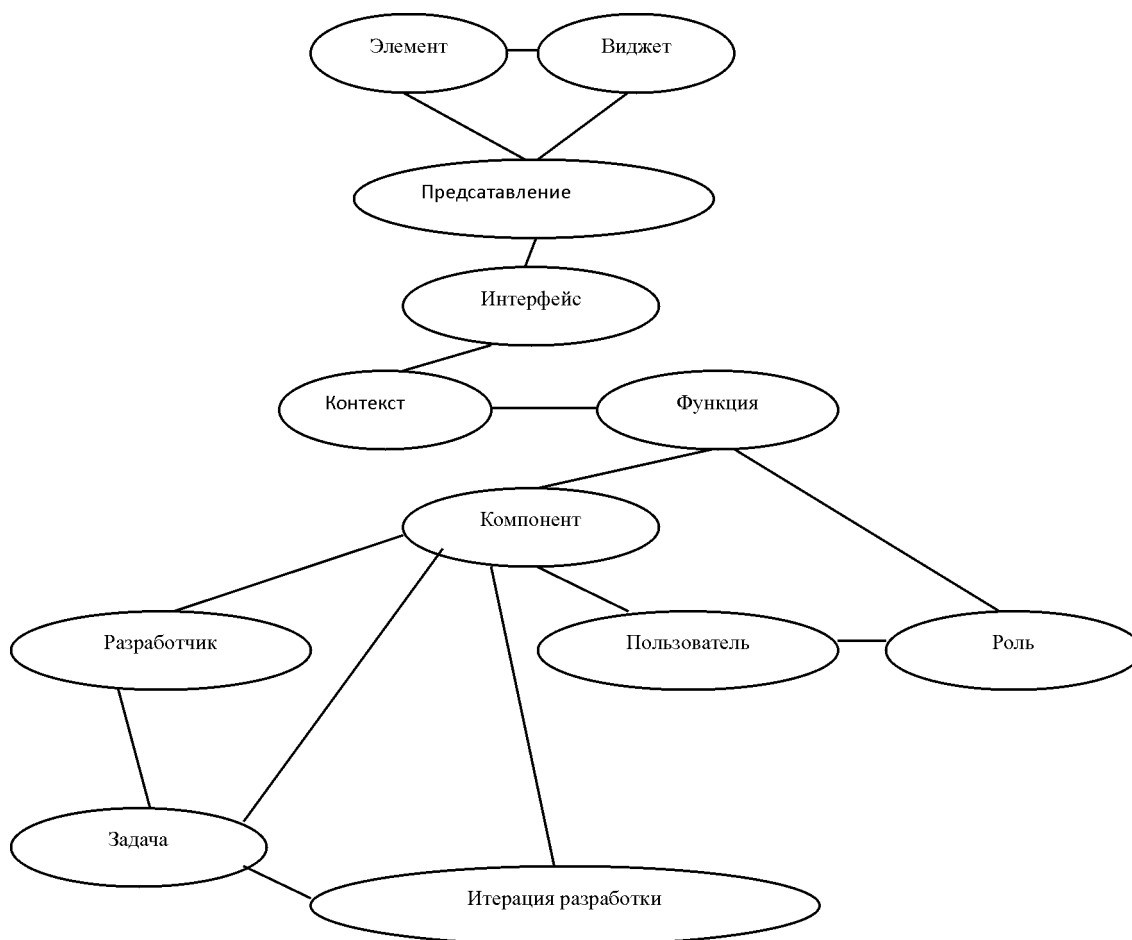 Элемент
Виджет
Предсатавление
Интерфейс
Контекст
Функция
Компонент
Разработчик
Пользователь
Роль
Задача
Итерация разработки